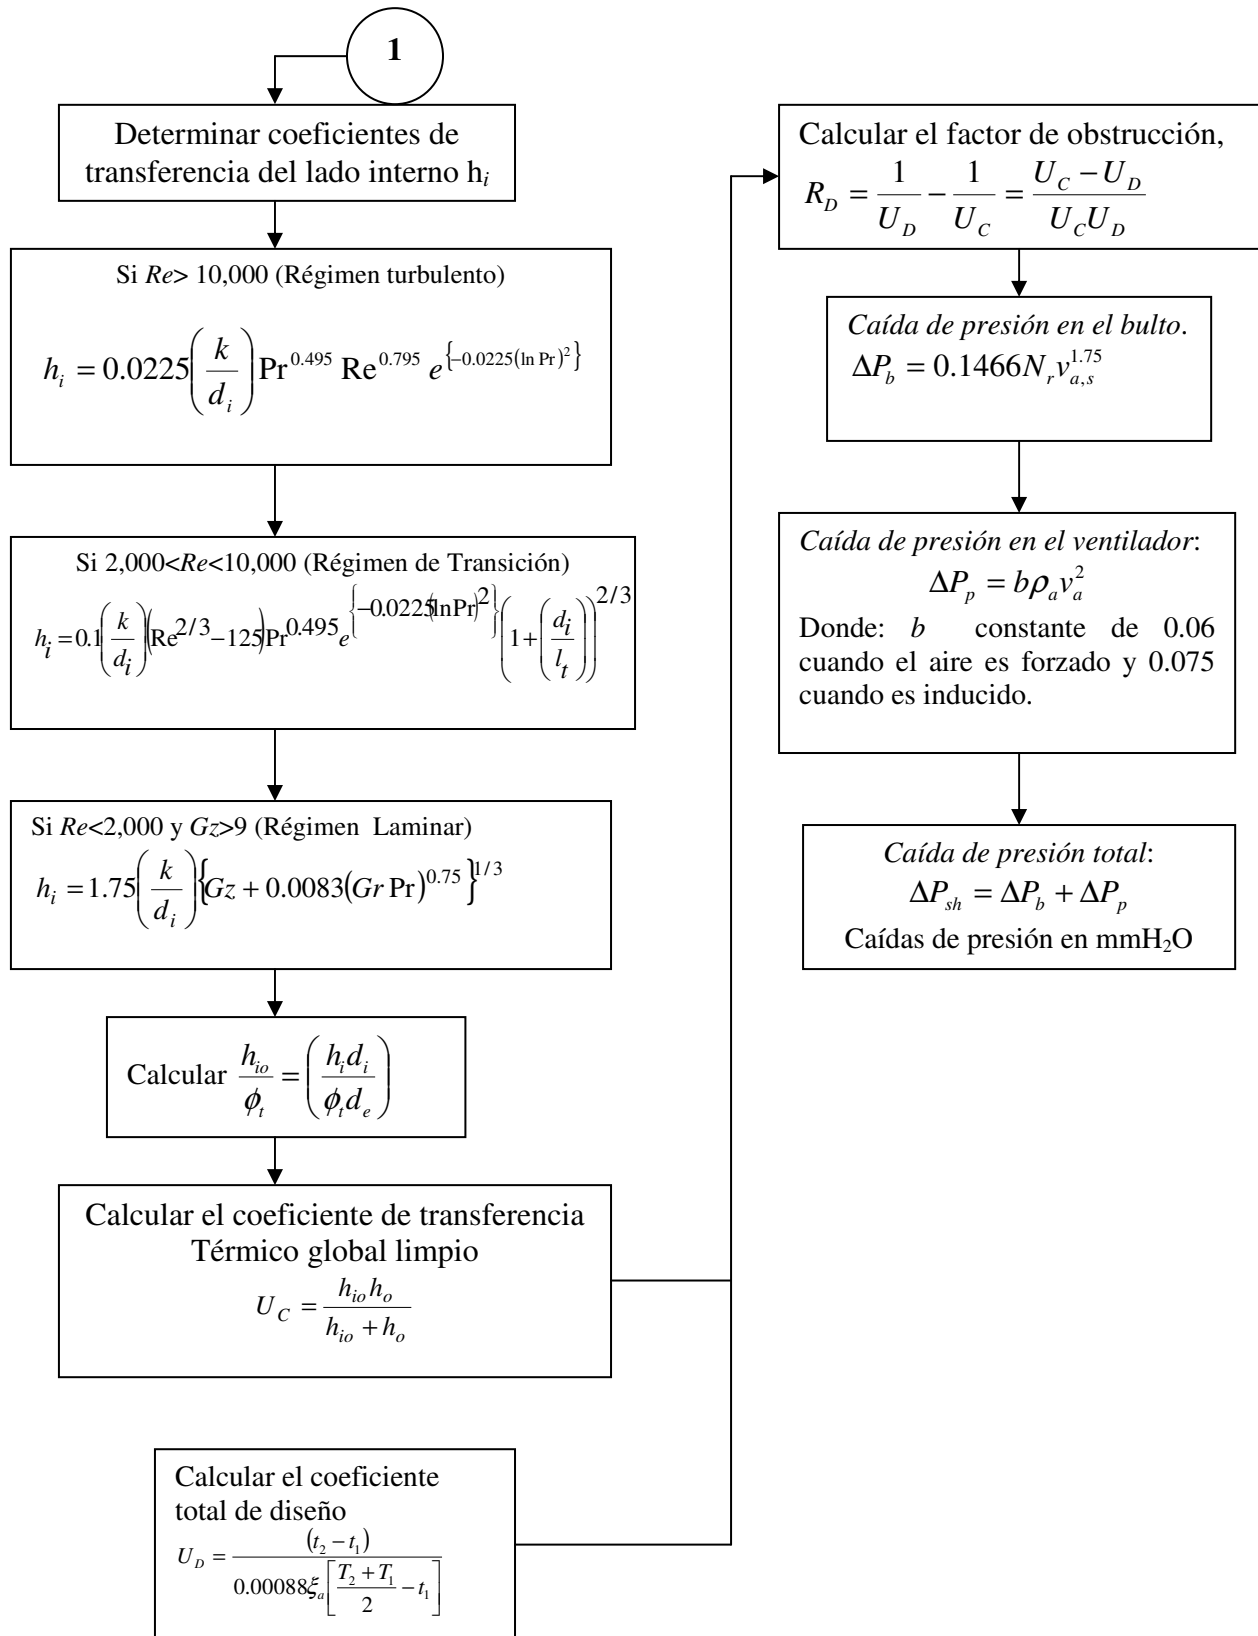 1
Determinar coeficientes de
transferencia del lado interno hᵢ
Si Re> 10,000 (Régimen turbulento)
h_i = 0.0225(k/d_i) Pr^0.495 Re^0.795 e^{-0.0225(ln Pr)^2}
Si 2,000<Re<10,000 (Régimen de Transición)
h_i = 0.1(k/d_i)(Re^2/3 − 125)Pr^0.495 e^{-0.0225(ln Pr)^2}(1 + (d_i/l_t))^2/3
Si Re<2,000 y Gz>9 (Régimen Laminar)
h_i = 1.75(k/d_i){Gz + 0.0083(Gr Pr)^0.75}^1/3
Calcular h_io/ϕ_t = (h_i d_i/ϕ_t d_e)
Calcular el coeficiente de transferencia
Térmico global limpio
U_C = h_io h_o/(h_io + h_o)
Calcular el coeficiente
total de diseño
U_D = (t_2 − t_1)/(0.00088ξ_a[(T_2 + T_1)/2 − t_1])
Calcular el factor de obstrucción,
R_D = 1/U_D − 1/U_C = (U_C − U_D)/(U_C U_D)
Caída de presión en el bulto.
ΔP_b = 0.1466N_r v_a,s^1.75
Caída de presión en el ventilador:
ΔP_p = bρ_a v_a^2
Donde: b constante de 0.06
cuando el aire es forzado y 0.075
cuando es inducido.
Caída de presión total:
ΔP_sh = ΔP_b + ΔP_p
Caídas de presión en mmH₂O